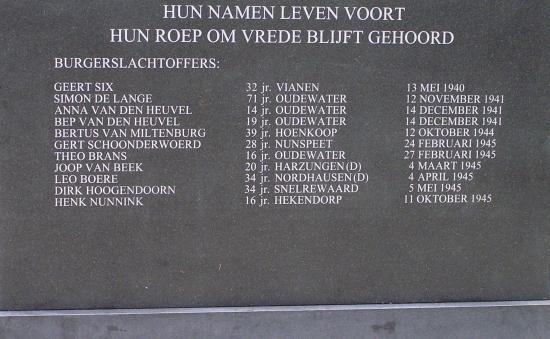 HUN NAMEN LEVEN VOORT
HUN ROEP OM VREDE BLIJFT GEHOORD
BURGERSLACHTOFFERS:
GEERT SIX 32 jr. VIANEN 13 MEI 1940
SIMON DE LANGE 71 jr. OUDEWATER 12 NOVEMBER 1941
ANNA VAN DEN HEUVEL 14 jr. OUDEWATER 14 DECEMBER 1941
BEP VAN DEN HEUVEL 19 jr. OUDEWATER 14 DECEMBER 1941
BERTUS VAN MILTENBURG 39 jr. HOENKOOP 12 OKTOBER 1944
GERT SCHOONDERWOERD 28 jr. NUNSPEET 24 FEBRUARI 1945
THEO BRANS 16 jr. OUDEWATER 27 FEBRUARI 1945
JOOP VAN BEEK 20 jr. HARZUNGEN(D) 4 MAART 1945
LEO BOERE 34 jr. NORDHAUSEN(D) 4 APRIL 1945
DIRK HOOGENDOORN 34 jr. SNELREWAARD 5 MEI 1945
HENK NUNNINK 16 jr. HEKENDORP 11 OKTOBER 1945